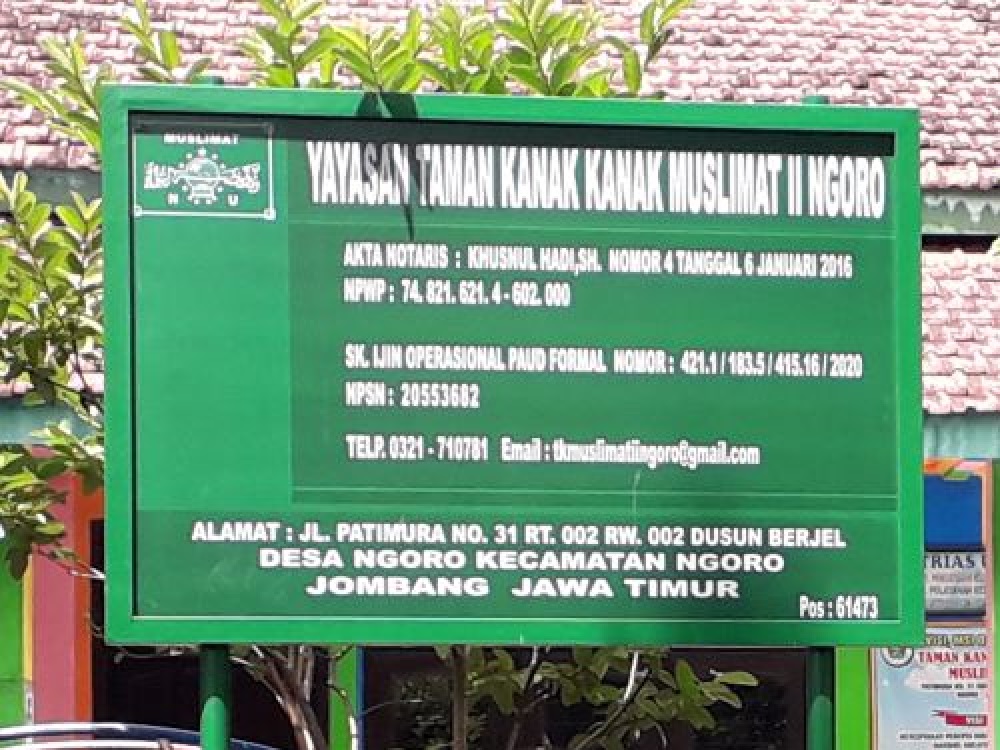 MUSLIMAT
N U
YAYASAN TAMAN KANAK KANAK MUSLIMAT II NGORO
AKTA NOTARIS : KHUSNUL HADI,SH. NOMOR 4 TANGGAL 6 JANUARI 2016
NPWP : 74. 821. 621. 4 - 602. 000
SK. IJIN OPERASIONAL PAUD FORMAL NOMOR : 421.1 / 183.5 / 415.16 / 2020
NPSN : 20553682
TELP. 0321 - 710781 Email : tkmuslimatiingoro@gmail.com
ALAMAT : JL. PATIMURA NO. 31 RT. 002 RW. 002 DUSUN BERJEL
DESA NGORO KECAMATAN NGORO
JOMBANG JAWA TIMUR
Pos : 61473
TAMAN KAN
MUSLI
VISI